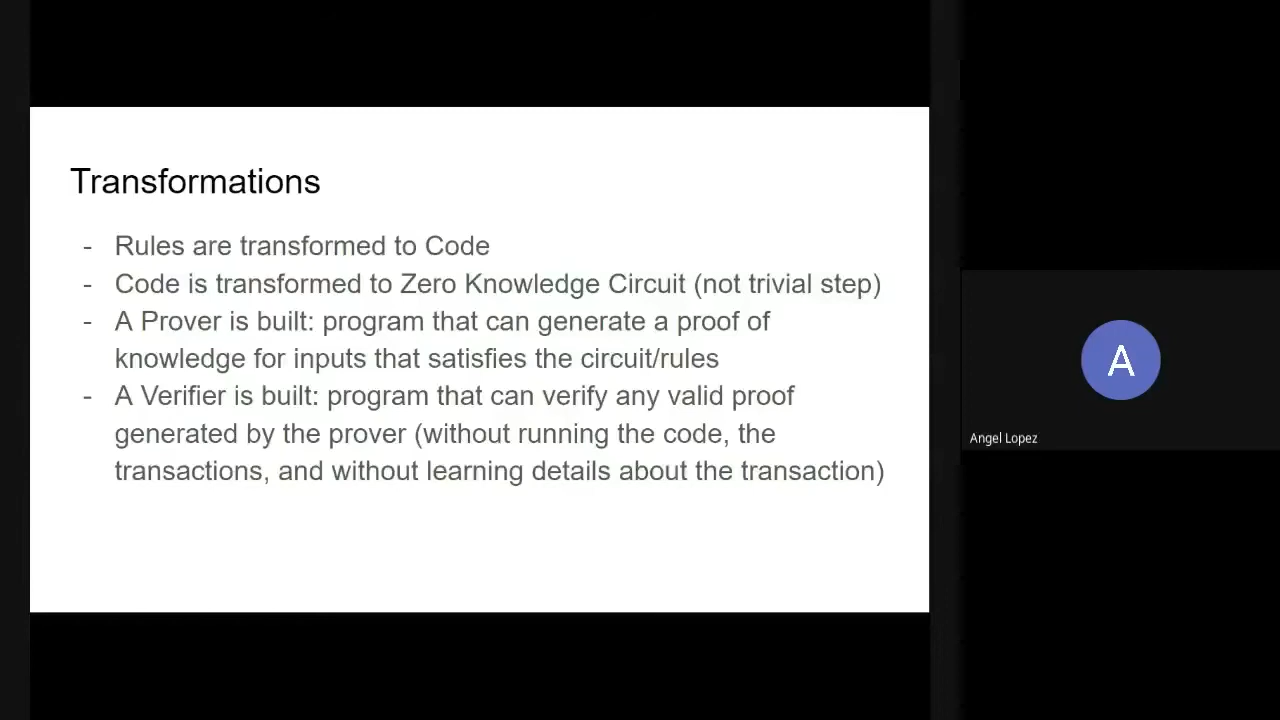 Transformations
- Rules are transformed to Code
- Code is transformed to Zero Knowledge Circuit (not trivial step)
- A Prover is built: program that can generate a proof of
knowledge for inputs that satisfies the circuit/rules
- A Verifier is built: program that can verify any valid proof
generated by the prover (without running the code, the
transactions, and without learning details about the transaction)
A
Angel Lopez